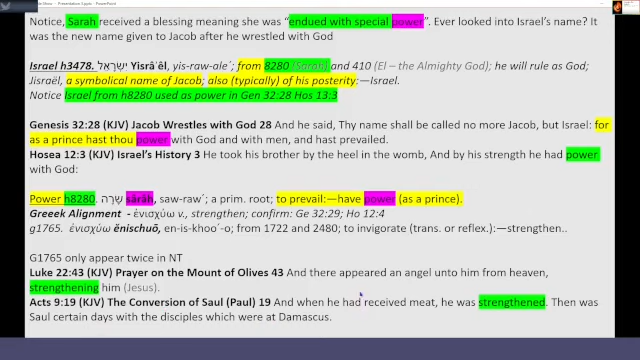 Presentation 3.pptx - PowerPoint
Notice, Sarah received a blessing meaning she was “endued with special power”. Ever looked into Israel’s name? It
was the new name given to Jacob after he wrestled with God
Israel h3478. יִשְׂרָאֵל Yisrâʼêl, yis-raw-ale´; from 8280 (Sarah) and 410 (El – the Almighty God); he will rule as God;
Jisraël, a symbolical name of Jacob; also (typically) of his posterity:—Israel.
Notice Israel from h8280 used as power in Gen 32:28 Hos 13:3
Genesis 32:28 (KJV) Jacob Wrestles with God 28 And he said, Thy name shall be called no more Jacob, but Israel: for
as a prince hast thou power with God and with men, and hast prevailed.
Hosea 12:3 (KJV) Israel’s History 3 He took his brother by the heel in the womb, And by his strength he had power
with God:
Power h8280. שָׂרָה sârâh, saw-raw´; a prim. root; to prevail:—have power (as a prince).
Greeek Alignment - ἐνισχύω v., strengthen; confirm: Ge 32:29; Ho 12:4
g1765. ἐνισχύω ĕnischuō, en-is-khoo´-o; from 1722 and 2480; to invigorate (trans. or reflex.):—strengthen..
G1765 only appear twice in NT
Luke 22:43 (KJV) Prayer on the Mount of Olives 43 And there appeared an angel unto him from heaven,
strengthening him (Jesus).
Acts 9:19 (KJV) The Conversion of Saul (Paul) 19 And when he had received meat, he was strengthened. Then was
Saul certain days with the disciples which were at Damascus.